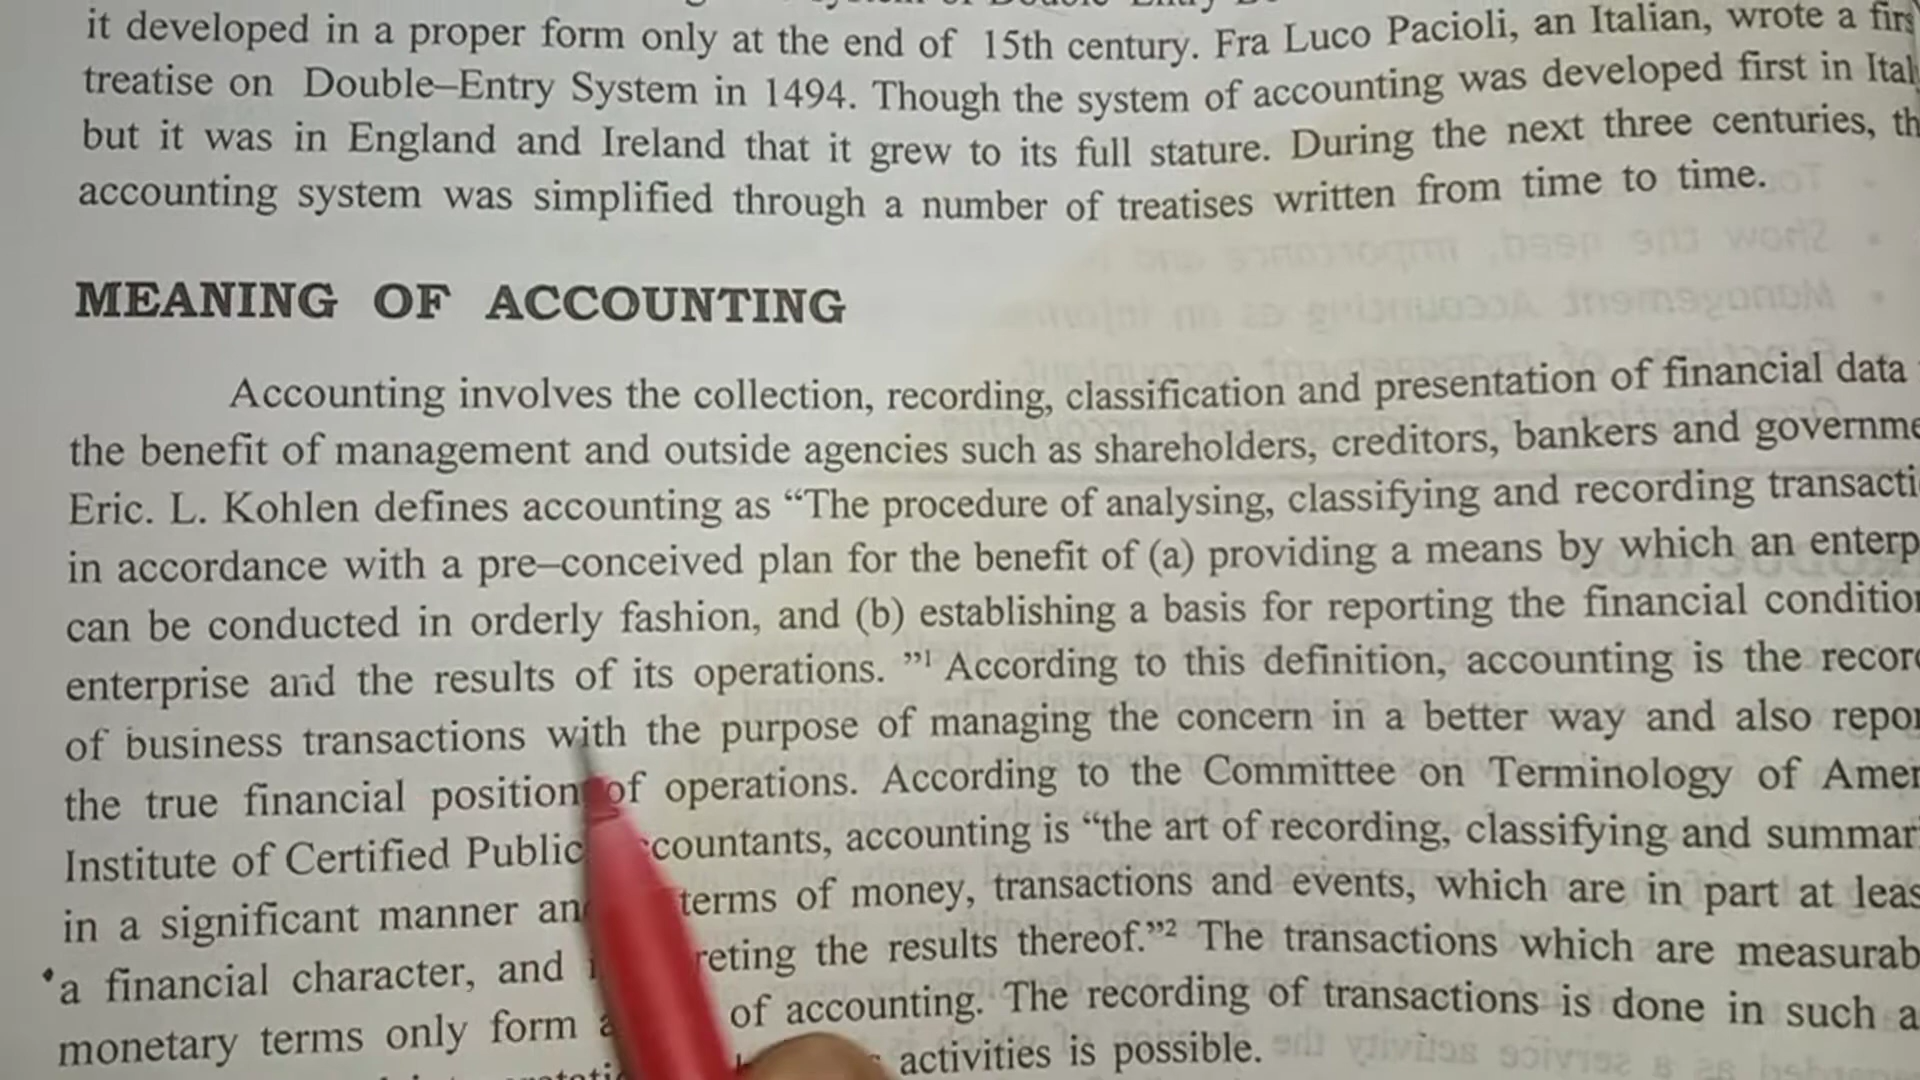 it developed in a proper form only at the end of 15th century. Fra Luco Pacioli, an Italian, wrote a
treatise on Double–Entry System in 1494. Though the system of accounting was developed first in
but it was in England and Ireland that it grew to its full stature. During the next three centuries,
accounting system was simplified through a number of treatises written from time to time.
MEANING OF ACCOUNTING
Accounting involves the collection, recording, classification and presentation of financial data
the benefit of management and outside agencies such as shareholders, creditors, bankers and
Eric. L. Kohlen defines accounting as “The procedure of analysing, classifying and recording
in accordance with a pre–conceived plan for the benefit of (a) providing a means by which an
can be conducted in orderly fashion, and (b) establishing a basis for reporting the financial
enterprise and the results of its operations. ”1 According to this definition, accounting is the
of business transactions with the purpose of managing the concern in a better way and also
the true financial position of operations. According to the Committee on Terminology of
Institute of Certified Public accounting is “the art of recording, classifying and
in a significant manner terms of money, transactions and events, which are in part at
a financial character, and the results thereof.”2 The transactions which are
monetary terms only form of accounting. The recording of transactions is done in such a
activities is possible.